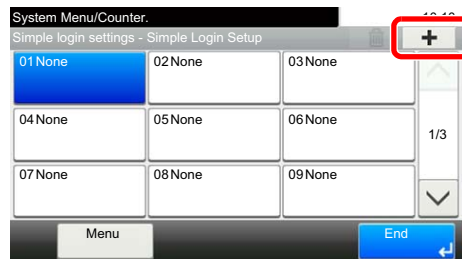 System Menu/Counter.
Simple login settings - Simple Login Setup
+
01 None
02 None
03 None
04 None
05 None
06 None
1/3
07 None
08 None
09 None
Menu
End